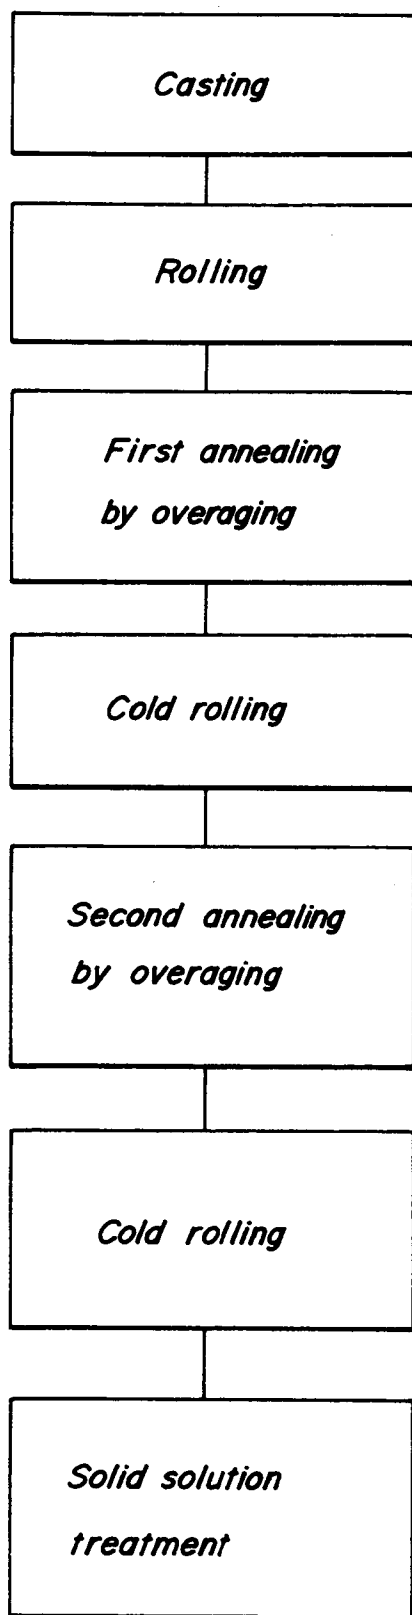 Casting
Rolling
First annealing
by overaging
Cold rolling
Second annealing
by overaging
Cold rolling
Solid solution
treatment